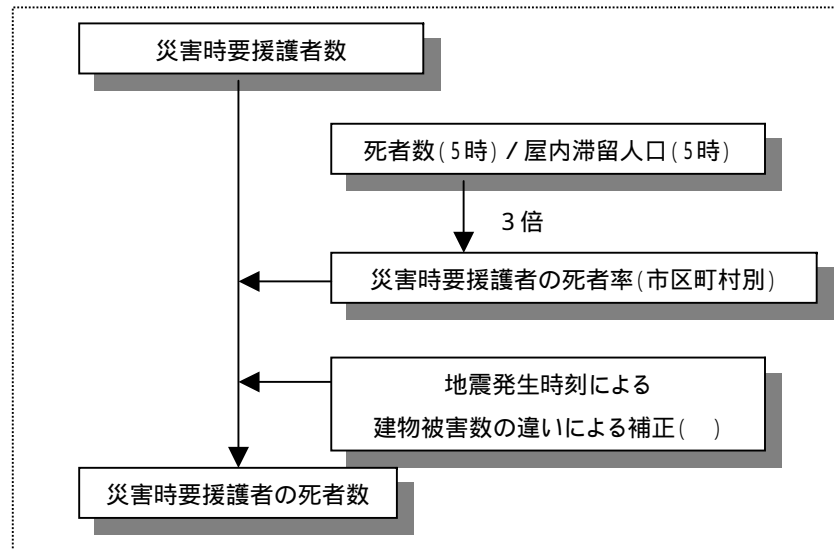 災害時要援護者数
死者数(5時)/屋内滞留人口(5時)
3倍
災害時要援護者の死者率(市区町村別)
地震発生時刻による
建物被害数の違いによる補正(　)
災害時要援護者の死者数